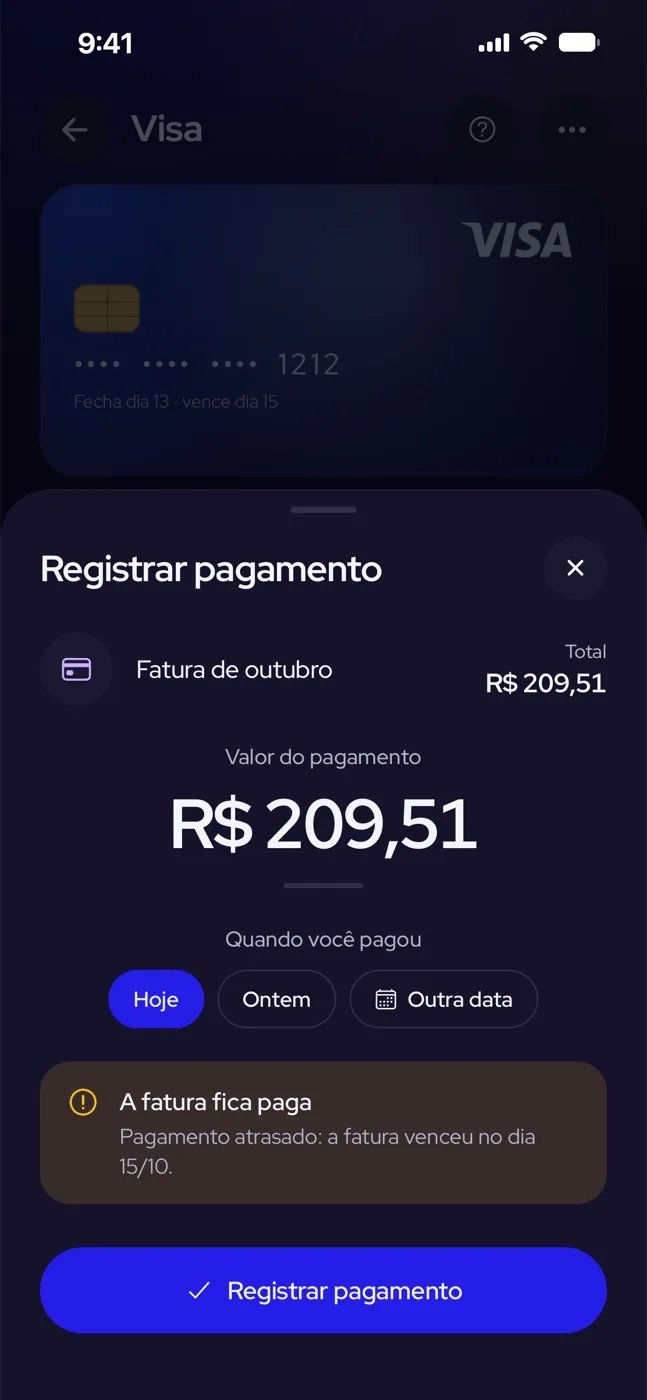 9:41
Visa
VISA
•••• •••• •••• 1212
Fecha dia 13 · vence dia 15
Registrar pagamento
Fatura de outubro
Total
R$ 209,51
Valor do pagamento
R$ 209,51
Quando você pagou
Hoje
Ontem
Outra data
A fatura fica paga
Pagamento atrasado: a fatura venceu no dia
15/10.
Registrar pagamento